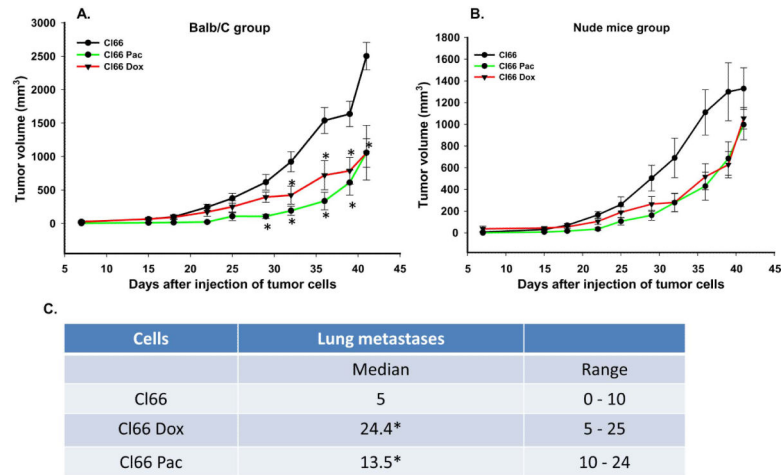 A.
Balb/C group
Cl66
Cl66 Pac
Cl66 Dox
Tumor volume (mm3)
3000
2500
2000
1500
1000
500
0
* * * * *
* * * *
5 10 15 20 25 30 35 40 45
Days after injection of tumor cells
B.
Nude mice group
Cl66
Cl66 Pac
Cl66 Dox
Tumor volume (mm3)
1800
1600
1400
1200
1000
800
600
400
200
0
5 10 15 20 25 30 35 40 45
Days after injection of tumor cells
C.
Cells Lung metastases
Median Range
Cl66 5 0 - 10
Cl66 Dox 24.4* 5 - 25
Cl66 Pac 13.5* 10 - 24